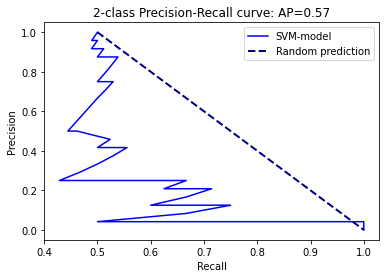 2-class Precision-Recall curve: AP=0.57
SVM-model
Random prediction
Precision
1.0
0.8
0.6
0.4
0.2
0.0
0.4
0.5
0.6
0.7
0.8
0.9
1.0
Recall